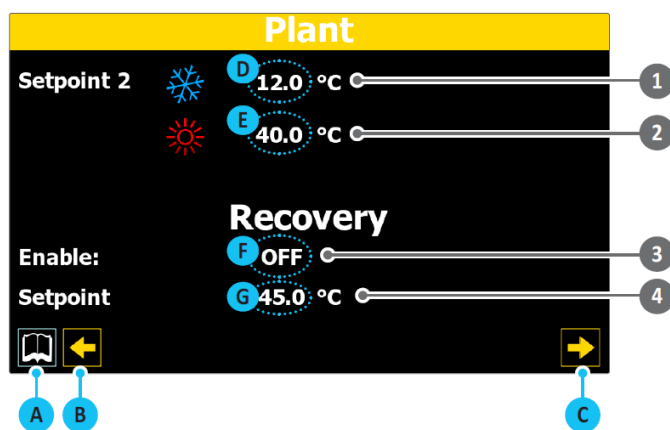 Plant
Setpoint 2 D 12.0 °C 1
E 40.0 °C 2
Recovery
Enable: F OFF 3
Setpoint G 45.0 °C 4
A B C